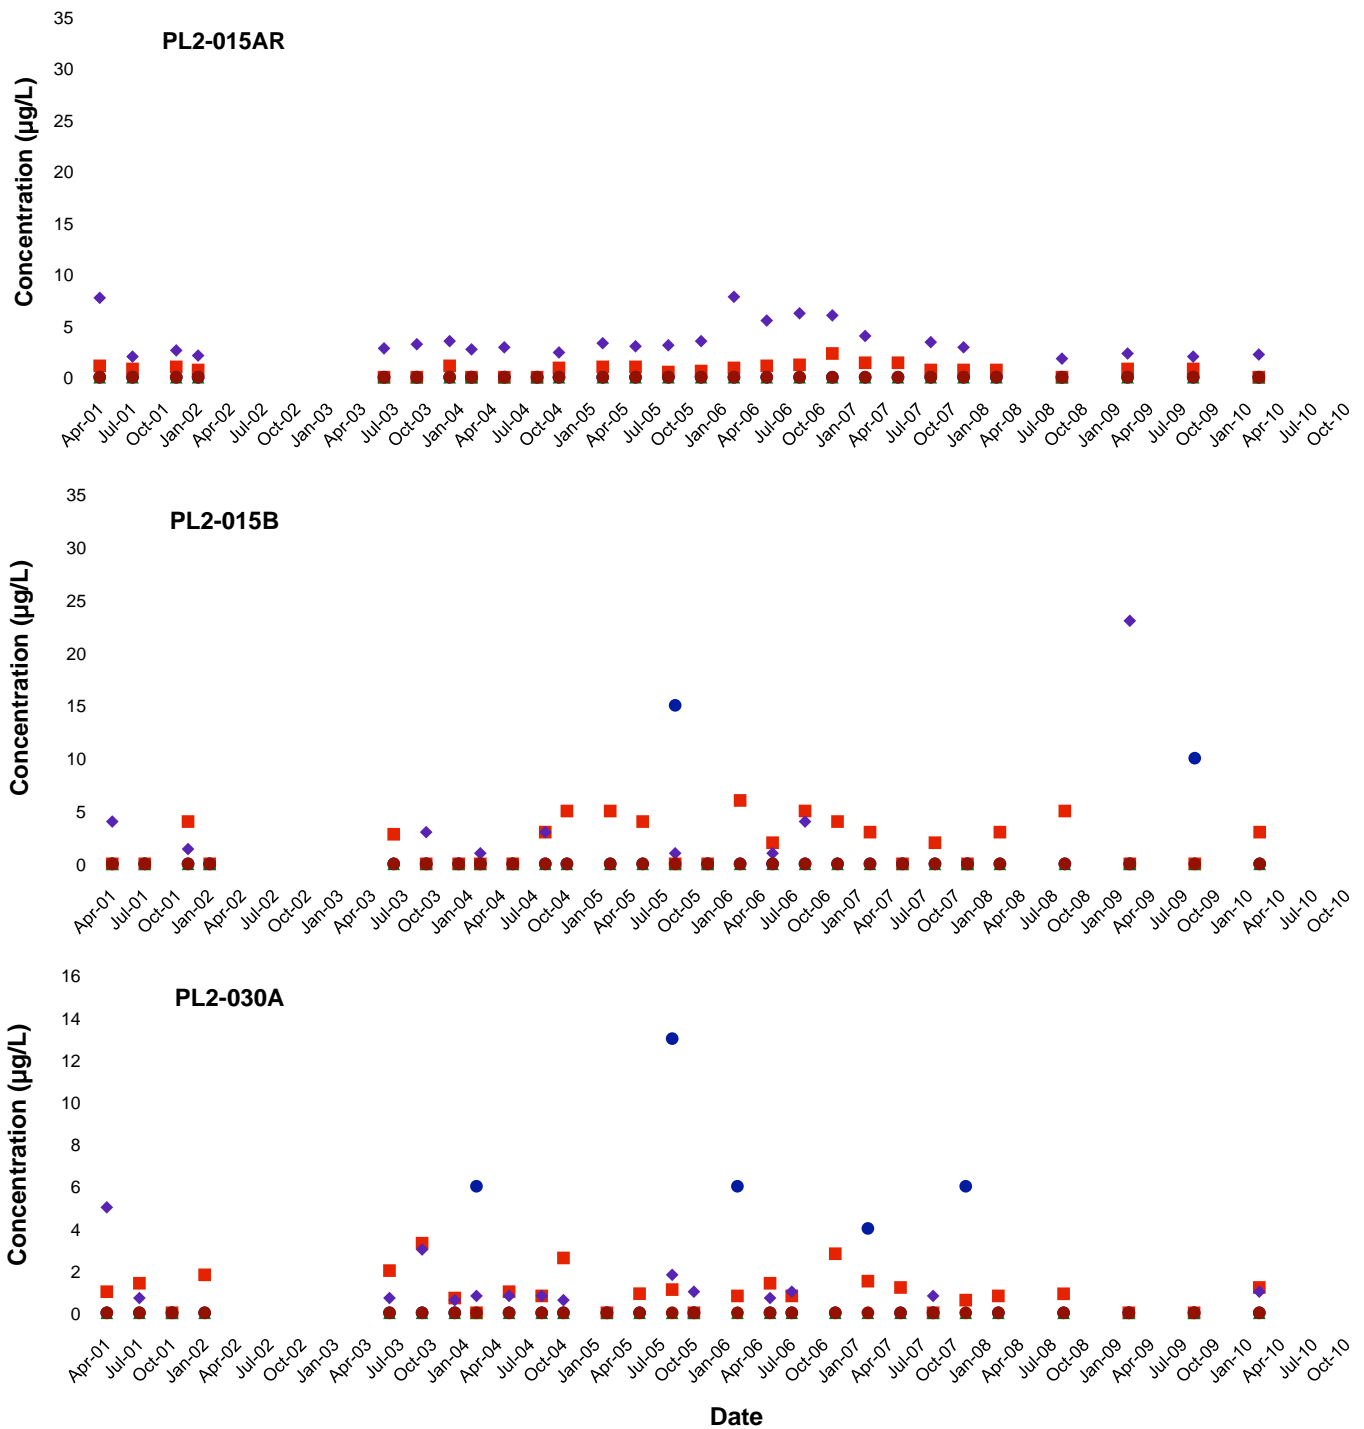 PL2-015AR
Concentration (µg/L)
35
30
25
20
15
10
5
0
Apr-01 Jul-01 Oct-01 Jan-02 Apr-02 Jul-02 Oct-02 Jan-03 Apr-03 Jul-03 Oct-03 Jan-04 Apr-04 Jul-04 Oct-04 Jan-05 Apr-05 Jul-05 Oct-05 Jan-06 Apr-06 Jul-06 Oct-06 Jan-07 Apr-07 Jul-07 Oct-07 Jan-08 Apr-08 Jul-08 Oct-08 Jan-09 Apr-09 Jul-09 Oct-09 Jan-10 Apr-10 Jul-10 Oct-10
PL2-015B
Concentration (µg/L)
35
30
25
20
15
10
5
0
Apr-01 Jul-01 Oct-01 Jan-02 Apr-02 Jul-02 Oct-02 Jan-03 Apr-03 Jul-03 Oct-03 Jan-04 Apr-04 Jul-04 Oct-04 Jan-05 Apr-05 Jul-05 Oct-05 Jan-06 Apr-06 Jul-06 Oct-06 Jan-07 Apr-07 Jul-07 Oct-07 Jan-08 Apr-08 Jul-08 Oct-08 Jan-09 Apr-09 Jul-09 Oct-09 Jan-10 Apr-10 Jul-10 Oct-10
PL2-030A
Concentration (µg/L)
16
14
12
10
8
6
4
2
0
Apr-01 Jul-01 Oct-01 Jan-02 Apr-02 Jul-02 Oct-02 Jan-03 Apr-03 Jul-03 Oct-03 Jan-04 Apr-04 Jul-04 Oct-04 Jan-05 Apr-05 Jul-05 Oct-05 Jan-06 Apr-06 Jul-06 Oct-06 Jan-07 Apr-07 Jul-07 Oct-07 Jan-08 Apr-08 Jul-08 Oct-08 Jan-09 Apr-09 Jul-09 Oct-09 Jan-10 Apr-10 Jul-10 Oct-10
Date